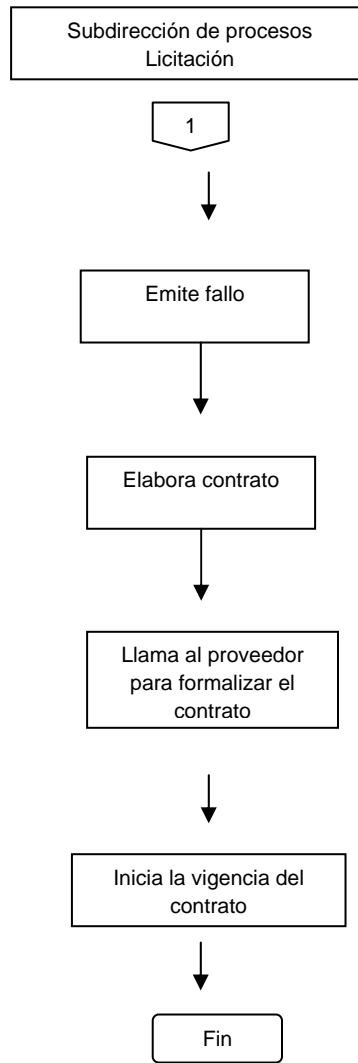 Subdirección de procesos
Licitación
1
Emite fallo
Elabora contrato
Llama al proveedor
para formalizar el
contrato
Inicia la vigencia del
contrato
Fin